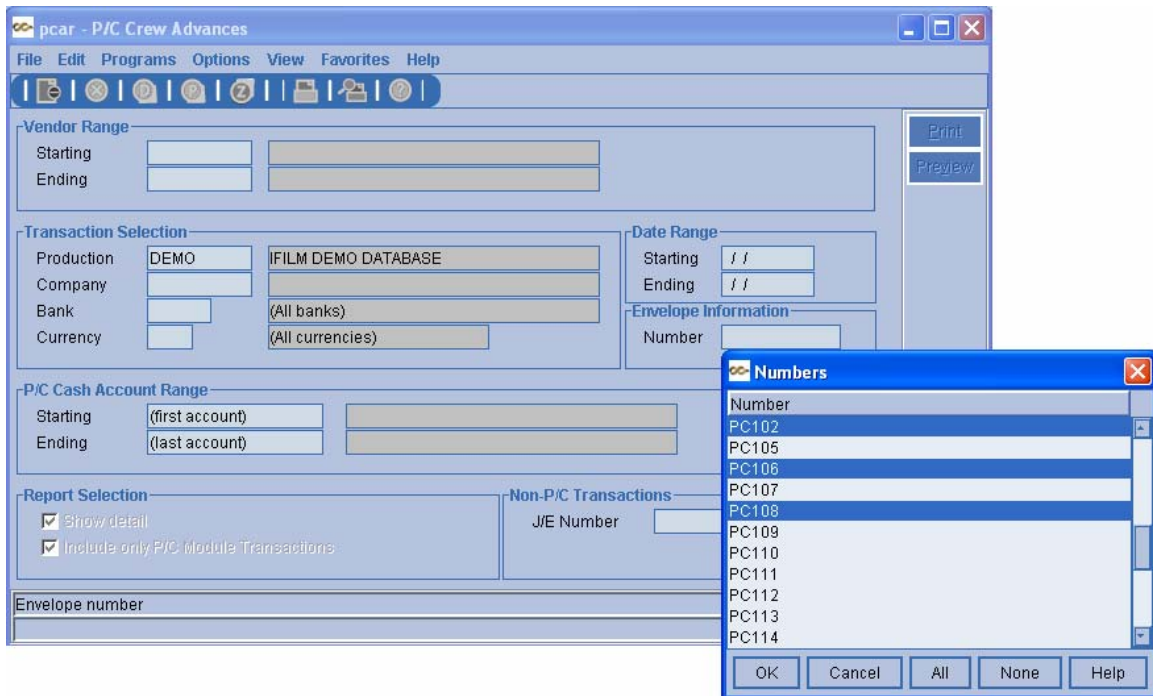 pcar - P/C Crew Advances
File Edit Programs Options View Favorites Help
Vendor Range
Starting
Ending
Print
Preview
Transaction Selection
Production DEMO IFILM DEMO DATABASE
Company
Bank (All banks)
Currency (All currencies)
Date Range
Starting / /
Ending / /
Envelope Information
Number
P/C Cash Account Range
Starting (first account)
Ending (last account)
Report Selection
Show detail
Include only P/C Module Transactions
Non-P/C Transactions
J/E Number
Envelope number
Numbers
Number
PC102
PC105
PC106
PC107
PC108
PC109
PC110
PC111
PC112
PC113
PC114
OK Cancel All None Help